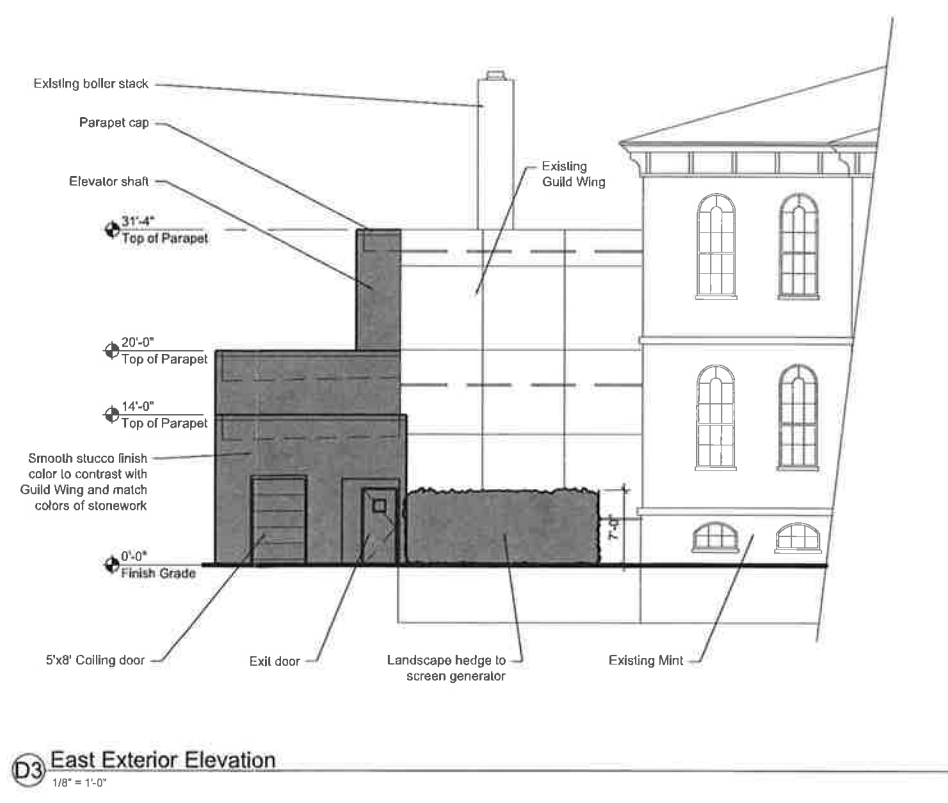 Existing boiler stack
Parapet cap
Existing
Guild Wing
Elevator shaft
31'-4"
Top of Parapet
20'-0"
Top of Parapet
14'-0"
Top of Parapet
Smooth stucco finish
color to contrast with
Guild Wing and match
colors of stonework
7'-0"
0'-0"
Finish Grade
5'x8' Coiling door
Exit door
Landscape hedge to
screen generator
Existing Mint
D3 East Exterior Elevation
1/8" = 1'-0"